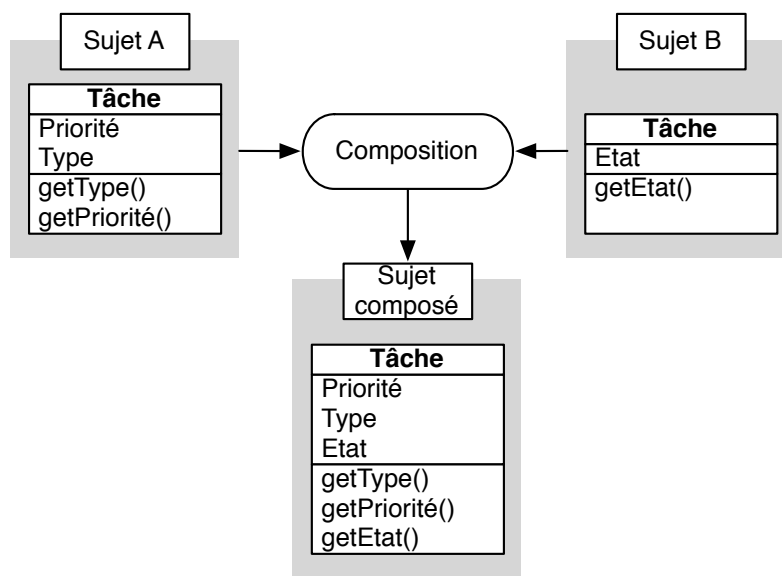 Sujet A
Tâche
Priorité
Type
getType()
getPriorité()
Composition
Sujet B
Tâche
Etat
getEtat()
Sujet
composé
Tâche
Priorité
Type
Etat
getType()
getPriorité()
getEtat()